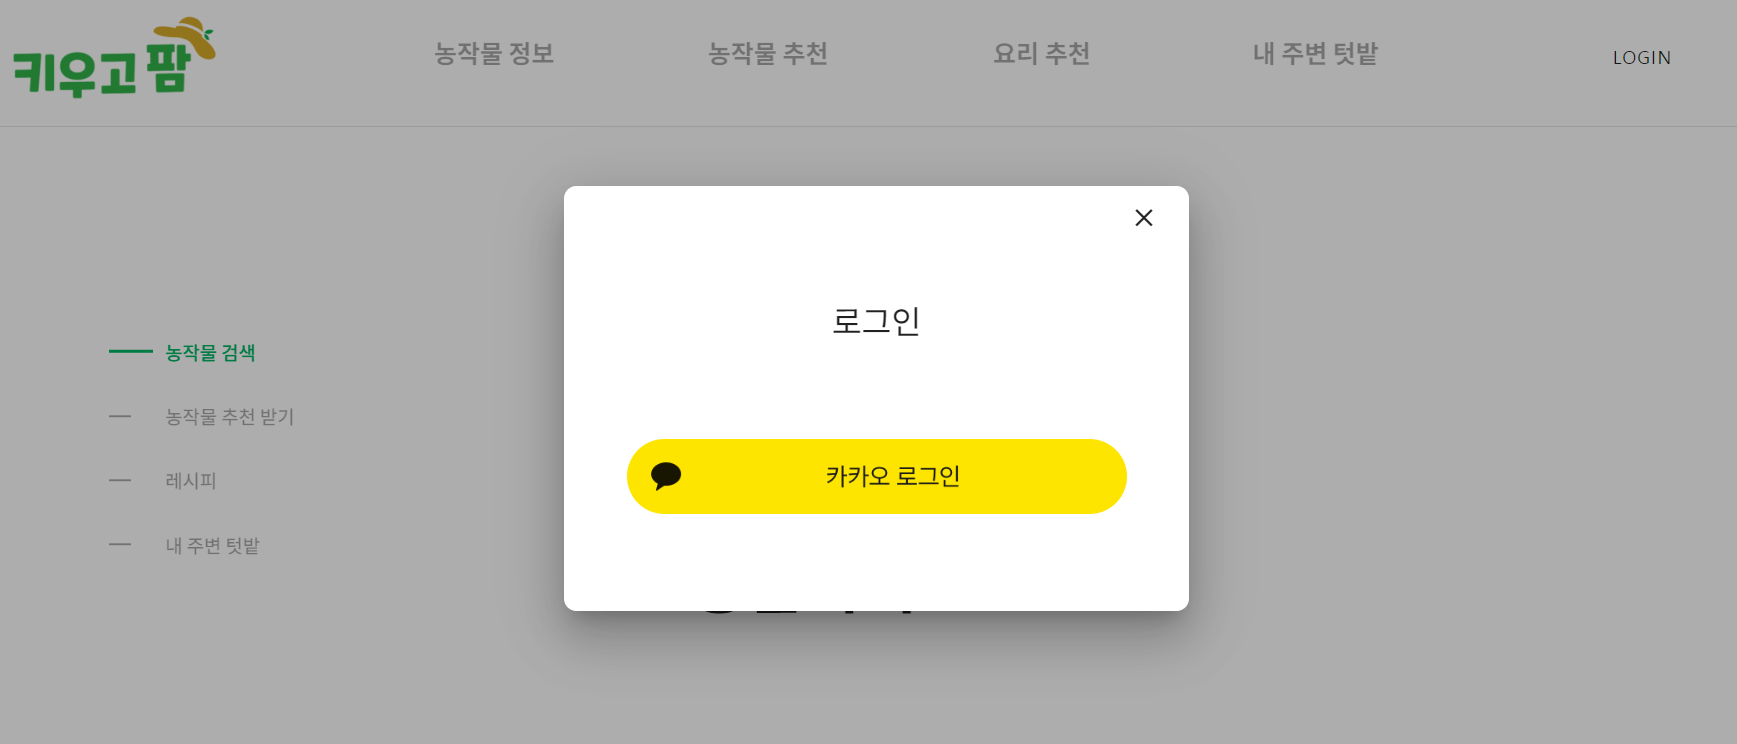 키우고 팜
농작물 정보
농작물 추천
요리 추천
내 주변 텃밭
LOGIN
로그인
카카오 로그인
농작물 검색
농작물 추천 받기
레시피
내 주변 텃밭